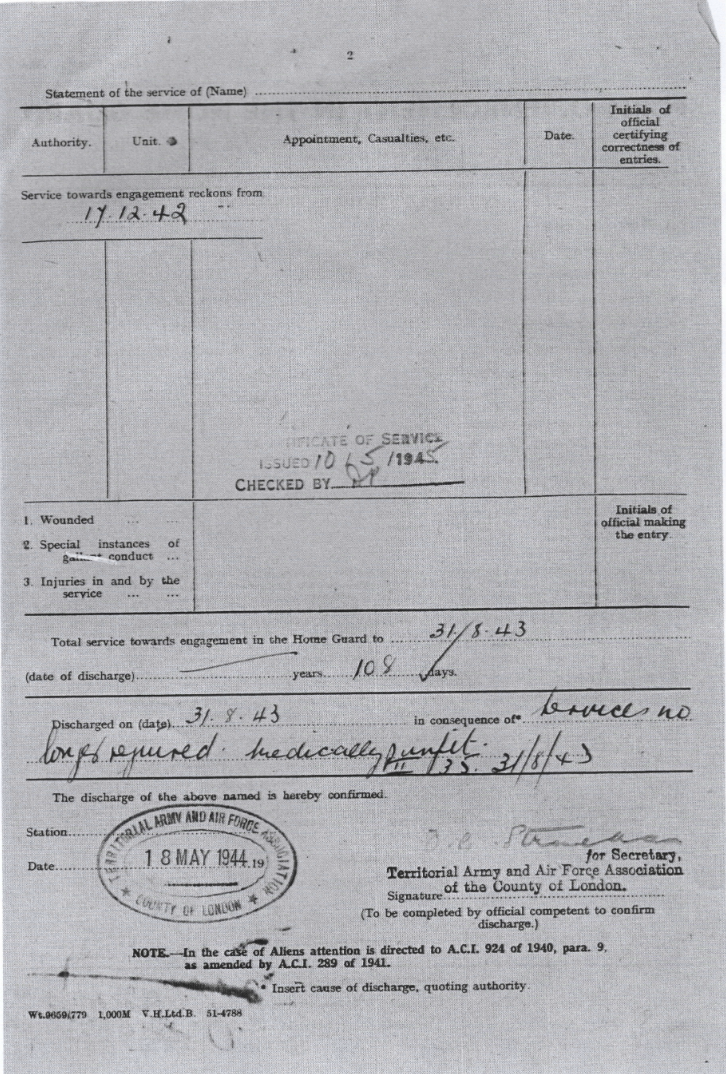 2
Statement of the service of (Name)
Authority. Unit. Appointment, Casualties, etc. Date. Initials of official certifying correctness of entries.
Service towards engagement reckons from
17.12.42
IFICATE OF SERVICE
ISSUED 10/5/1945
CHECKED BY
1. Wounded ... ...
2. Special instances of
gallant conduct ...
3. Injuries in and by the
service ... ...
Initials of
official making
the entry.
Total service towards engagement in the Home Guard to 31/8.43
(date of discharge) years 108 days.
Discharged on (date) 31.8.43 in consequence of* Services no
longer required. Medically unfit. 31/8/43
The discharge of the above named is hereby confirmed.
Station
Date 19
TERRITORIAL ARMY AND AIR FORCE ASSOCIATION
18 MAY 1944
COUNTY OF LONDON
for Secretary,
Territorial Army and Air Force Association
of the County of London.
Signature
(To be completed by official competent to confirm
discharge.)
NOTE.—In the case of Aliens attention is directed to A.C.I. 924 of 1940, para. 9,
as amended by A.C.I. 289 of 1941.
* Insert cause of discharge, quoting authority.
Wt.9659/779 1,000M V.H.Ltd.B. 51-4788